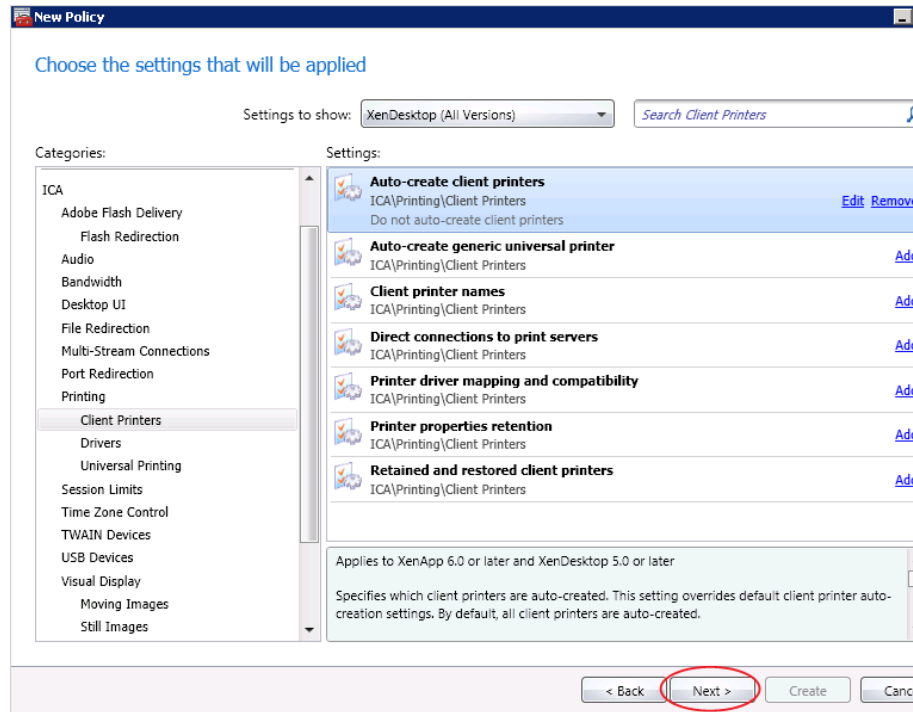 New Policy
Choose the settings that will be applied
Settings to show: XenDesktop (All Versions) Search Client Printers
Categories:
Settings:
ICA
Adobe Flash Delivery
Flash Redirection
Audio
Bandwidth
Desktop UI
File Redirection
Multi-Stream Connections
Port Redirection
Printing
Client Printers
Drivers
Universal Printing
Session Limits
Time Zone Control
TWAIN Devices
USB Devices
Visual Display
Moving Images
Still Images
Auto-create client printers
ICA\Printing\Client Printers
Do not auto-create client printers
Edit Remove
Auto-create generic universal printer
ICA\Printing\Client Printers
Add
Client printer names
ICA\Printing\Client Printers
Add
Direct connections to print servers
ICA\Printing\Client Printers
Add
Printer driver mapping and compatibility
ICA\Printing\Client Printers
Add
Printer properties retention
ICA\Printing\Client Printers
Add
Retained and restored client printers
ICA\Printing\Client Printers
Add
Applies to XenApp 6.0 or later and XenDesktop 5.0 or later
Specifies which client printers are auto-created. This setting overrides default client printer auto-
creation settings. By default, all client printers are auto-created.
< Back Next > Create Canc